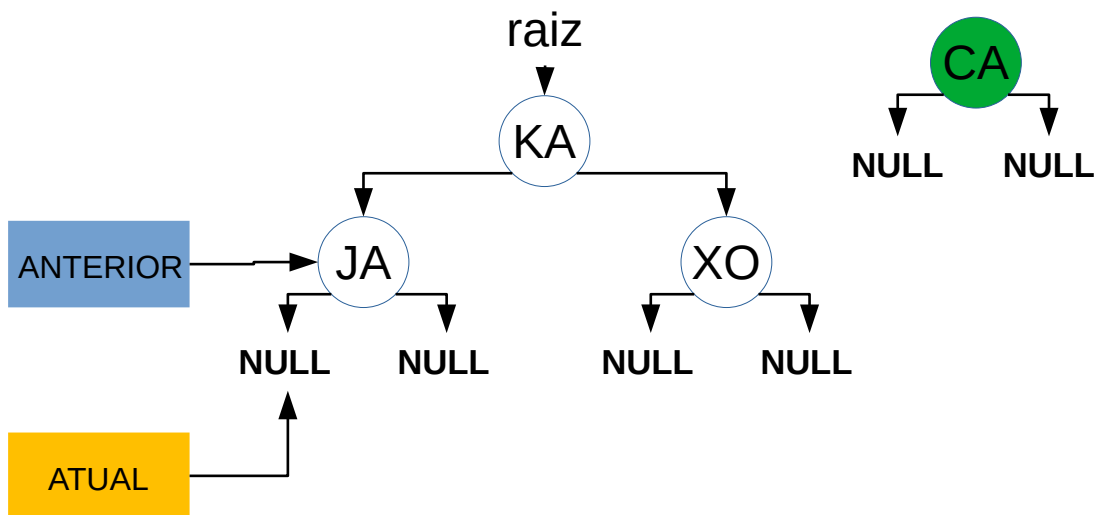 raiz
CA
KA
NULL NULL
ANTERIOR
JA
XO
NULL NULL NULL NULL
ATUAL